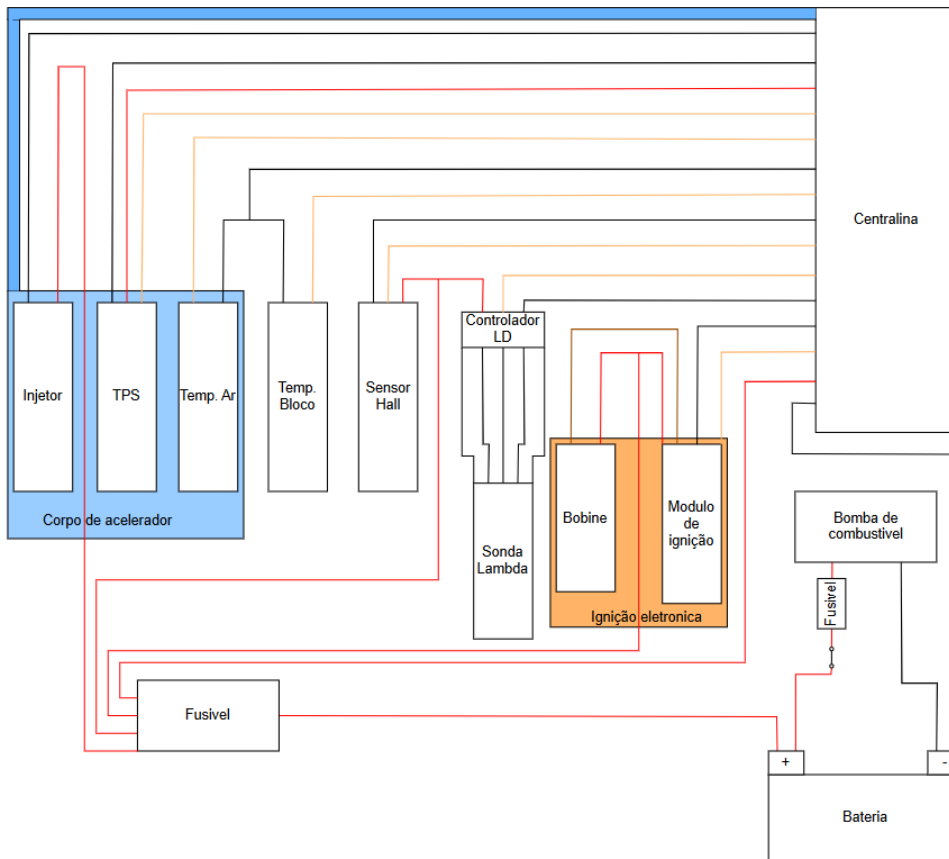 Centralina
Controlador
LD
Injetor
TPS
Temp. Ar
Temp.
Bloco
Sensor
Hall
Corpo de acelerador
Bobine
Modulo
de
ignição
Sonda
Lambda
Ignição eletronica
Bomba de
combustivel
Fusivel
Fusivel
+
-
Bateria